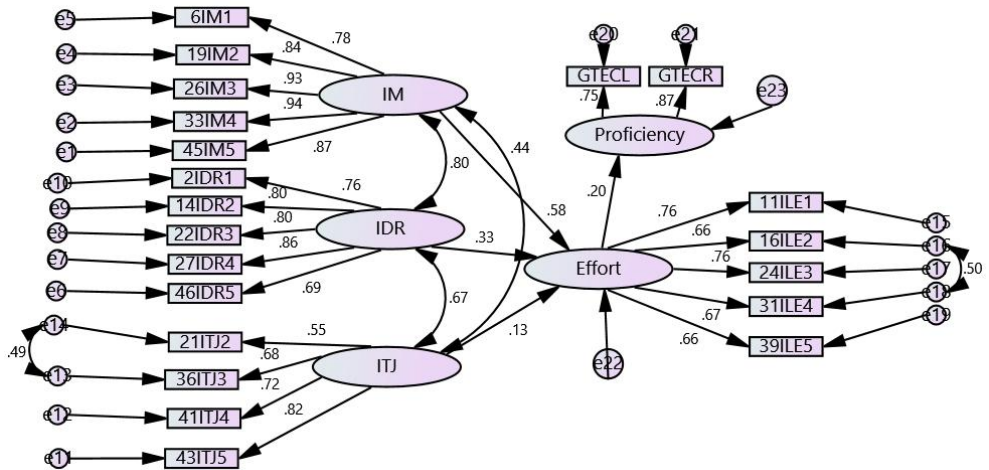 e5
6IM1
.78
e4
19IM2
.84
e3
26IM3
.93
IM
e2
33IM4
.94
e1
45IM5
.87
e10
2IDR1
.76
e9
14IDR2
.80
e8
22IDR3
.80
IDR
e7
27IDR4
.86
e6
46IDR5
.69
e14
21ITJ2
.55
.49
e13
36ITJ3
.68
ITJ
e12
41ITJ4
.72
e11
43ITJ5
.82
.44
.80
.67
.58
.33
.13
e20
e21
GTECL
GTECR
.75
.87
e23
Proficiency
.20
Effort
e22
.76
11ILE1
e15
.66
16ILE2
e16
.76
24ILE3
e17
.50
.67
31ILE4
e18
.66
39ILE5
e19